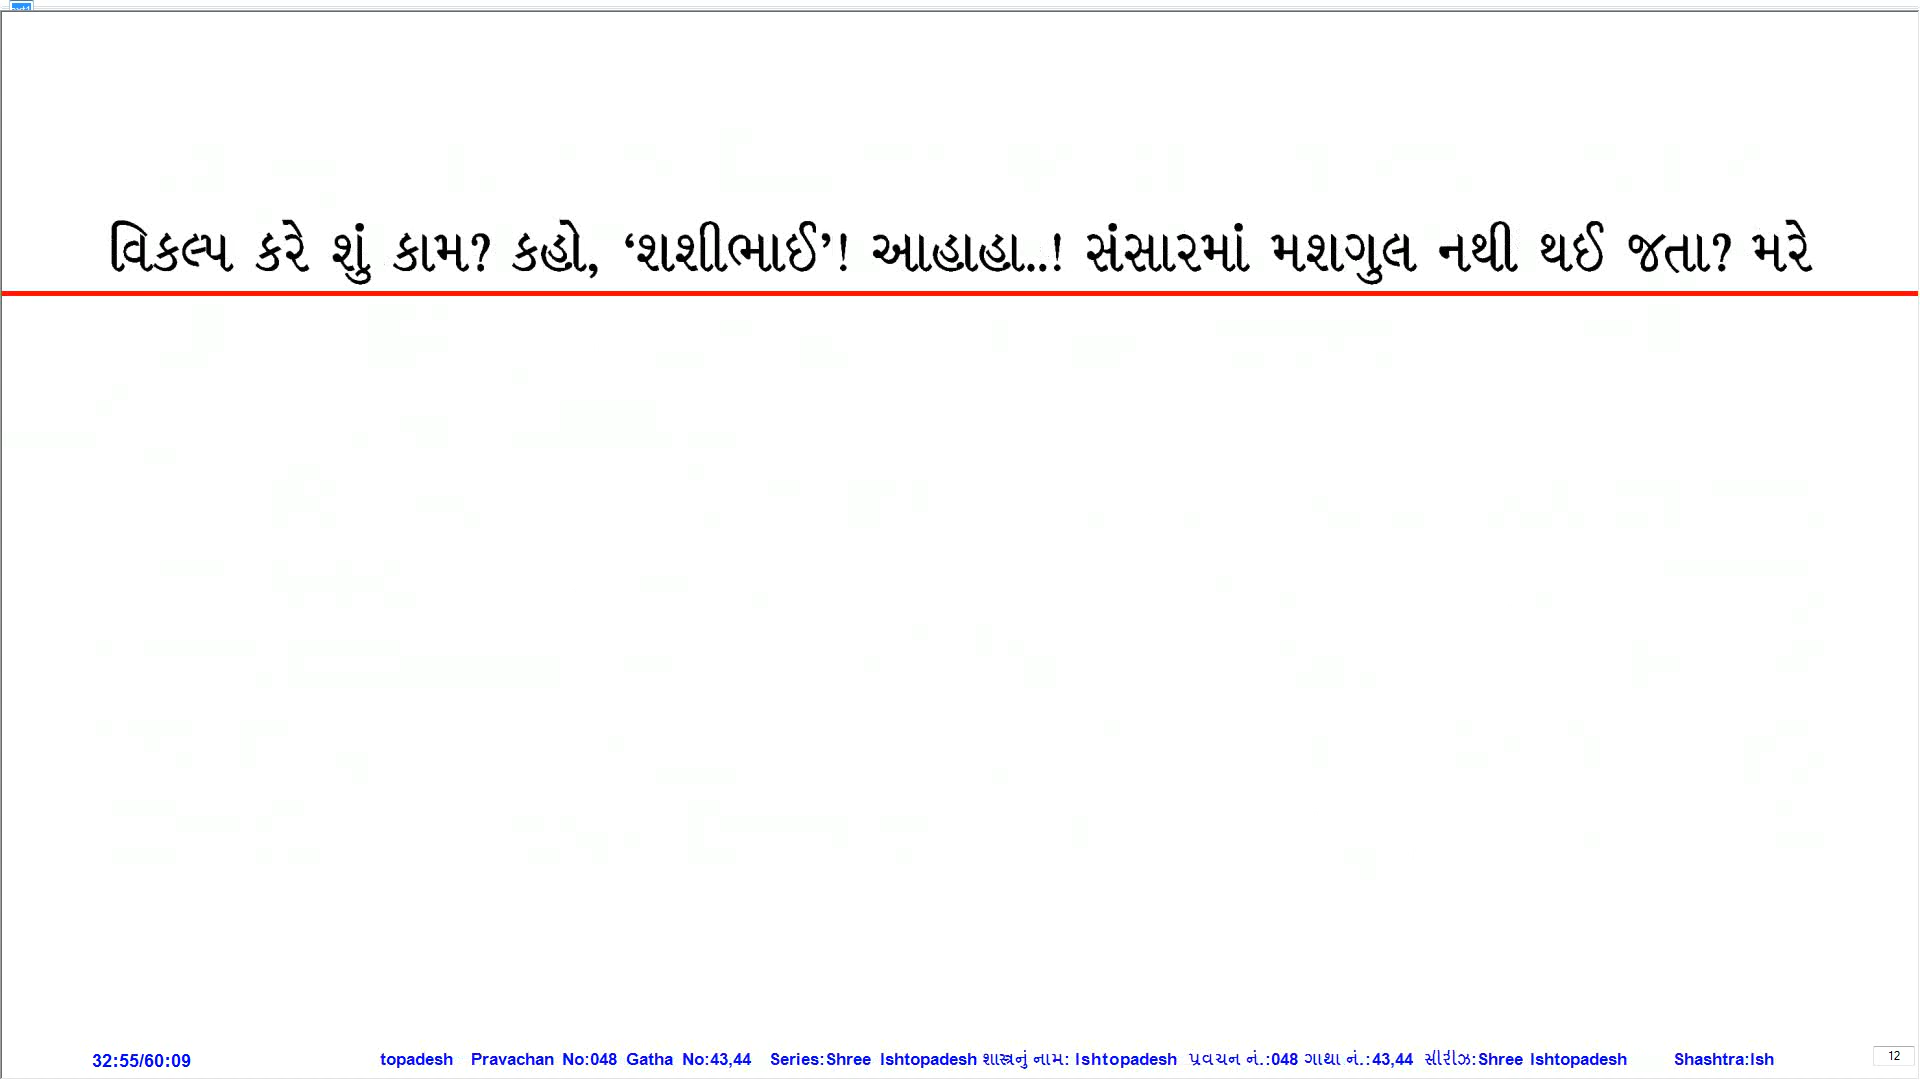 વિકલ્પ કરે શું કામ? કહો, ‘શશીભાઈ’! આહાહા..! સંસારમાં મશગુલ નથી થઈ જતા? મરે
32:55/60:09 topadesh Pravachan No:048 Gatha No:43,44 Series:Shree Ishtopadesh શાસ્ત્રનું નામ: Ishtopadesh પ્રવચન નં.:048 ગાથા નં.:43,44 સીરીઝ:Shree Ishtopadesh Shashtra:Ish 12